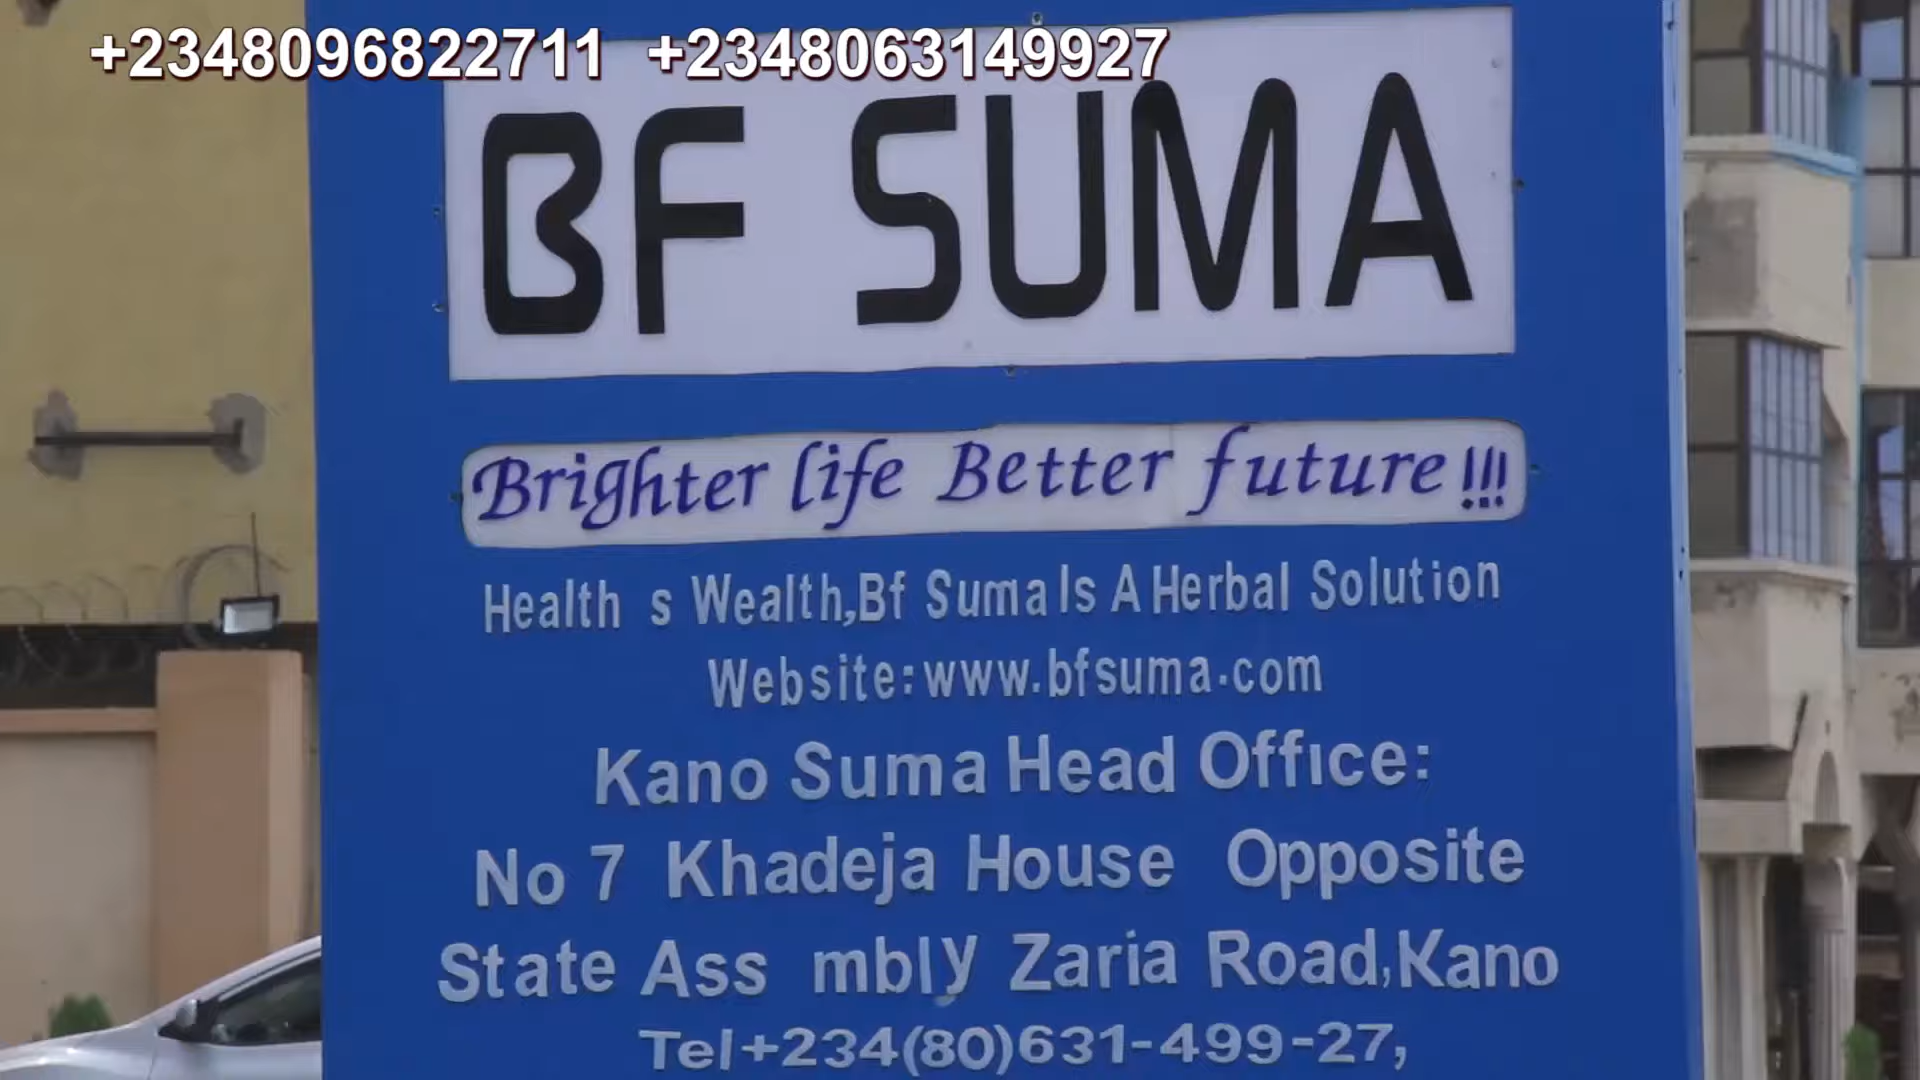 +2348096822711 +2348063149927
BF SUMA
Brighter life Better future!!!
Health s Wealth,Bf Suma Is A Herbal Solution
Website:www.bfsuma.com
Kano Suma Head Office:
No 7 Khadeja House Opposite
State Ass mbly Zaria Road,Kano
Tel+234(80)631-499-27,